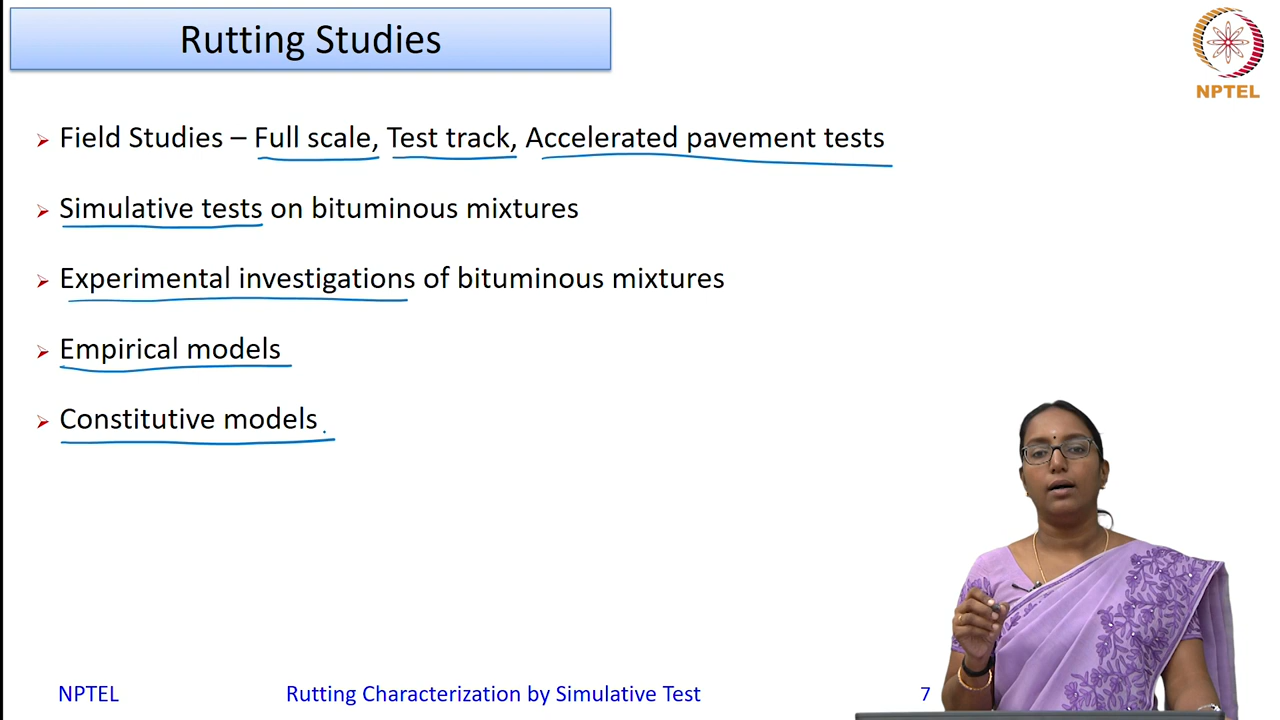 Rutting Studies
NPTEL
Field Studies – Full scale, Test track, Accelerated pavement tests
Simulative tests on bituminous mixtures
Experimental investigations of bituminous mixtures
Empirical models
Constitutive models
NPTEL
Rutting Characterization by Simulative Test
7